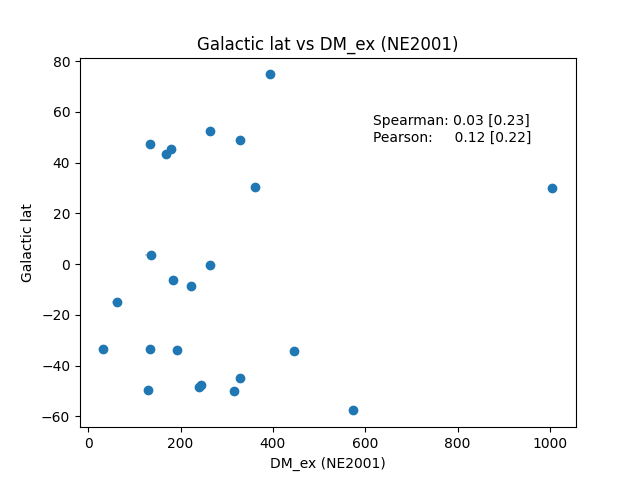 Galactic lat vs DM_ex (NE2001)
Spearman: 0.03 [0.23]
Pearson: 0.12 [0.22]
Galactic lat
80
60
40
20
0
−20
−40
−60
0 200 400 600 800 1000
DM_ex (NE2001)